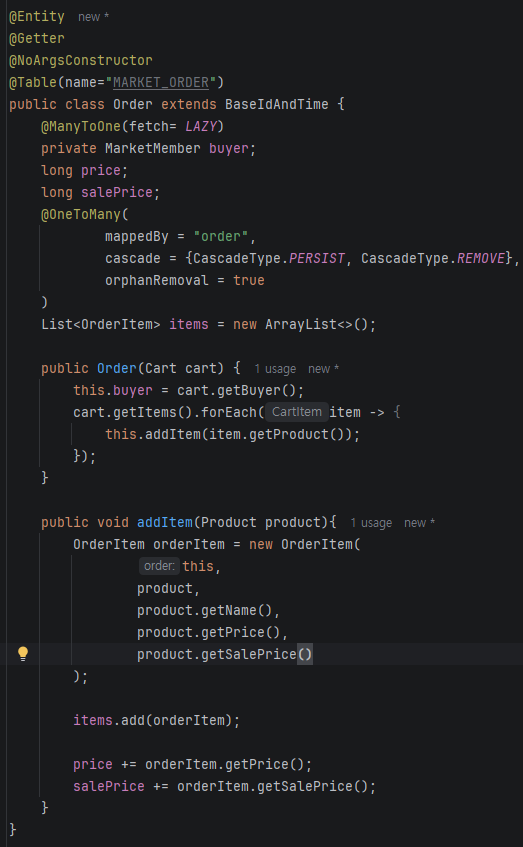 @Entity new *
@Getter
@NoArgsConstructor
@Table(name="MARKET_ORDER")
public class Order extends BaseIdAndTime {
    @ManyToOne(fetch= LAZY)
    private MarketMember buyer;
    long price;
    long salePrice;
    @OneToMany(
            mappedBy = "order",
            cascade = {CascadeType.PERSIST, CascadeType.REMOVE},
            orphanRemoval = true
    )
    List<OrderItem> items = new ArrayList<>();

    public Order(Cart cart) { 1 usage new *
        this.buyer = cart.getBuyer();
        cart.getItems().forEach( CartItem item -> {
            this.addItem(item.getProduct());
        });
    }

    public void addItem(Product product){ 1 usage new *
        OrderItem orderItem = new OrderItem(
                order: this,
                product,
                product.getName(),
                product.getPrice(),
                product.getSalePrice()
        );

        items.add(orderItem);

        price += orderItem.getPrice();
        salePrice += orderItem.getSalePrice();
    }
}